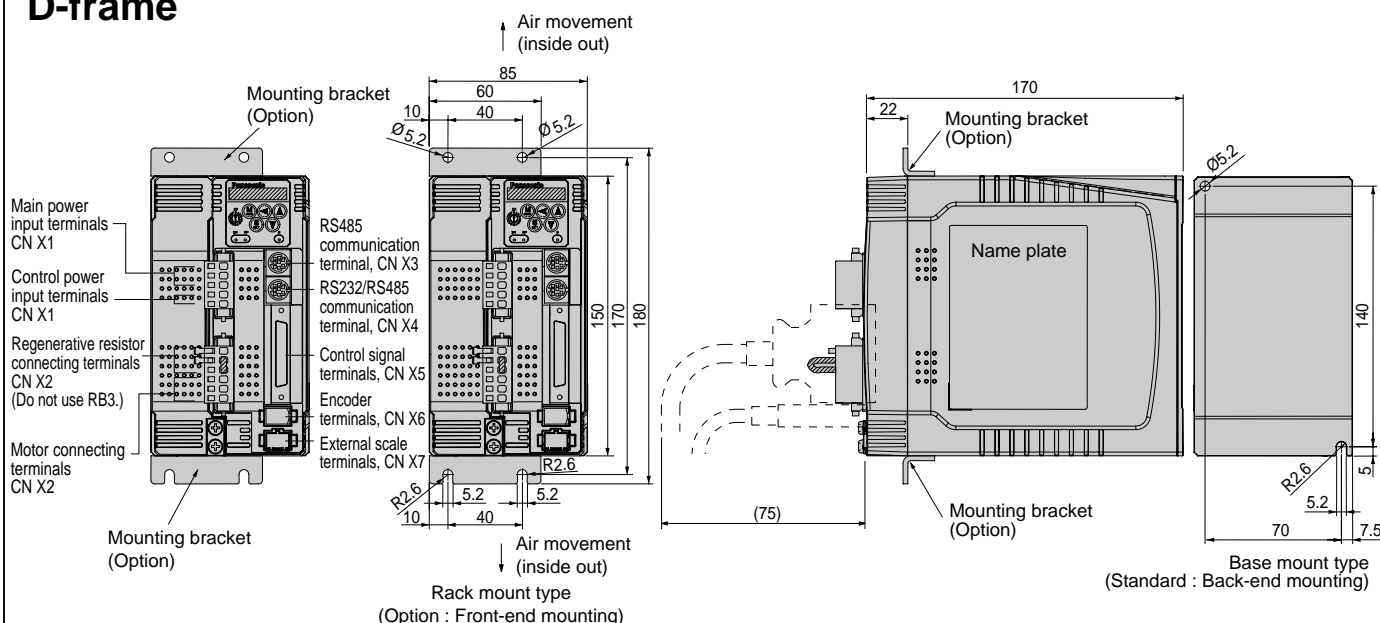 D-frame
Air movement
(inside out)
Mounting bracket
(Option)
85
60
10
40
Ø5.2
Ø5.2
Panasonic
Panasonic
Main power
input terminals
CN X1
Control power
input terminals
CN X1
Regenerative resistor
connecting terminals
CN X2
(Do not use RB3.)
Motor connecting
terminals
CN X2
Mounting bracket
(Option)
RS485
communication
terminal, CN X3
RS232/RS485
communication
terminal, CN X4
Control signal
terminals, CN X5
Encoder
terminals, CN X6
External scale
terminals, CN X7
150
170
180
R2.6
R2.6
5.2
5.2
10
40
Air movement
(inside out)
Rack mount type
(Option : Front-end mounting)
170
22
Mounting bracket
(Option)
Name plate
(75)
Mounting bracket
(Option)
Ø5.2
140
R2.6
5
5.2
70
7.5
Base mount type
(Standard : Back-end mounting)